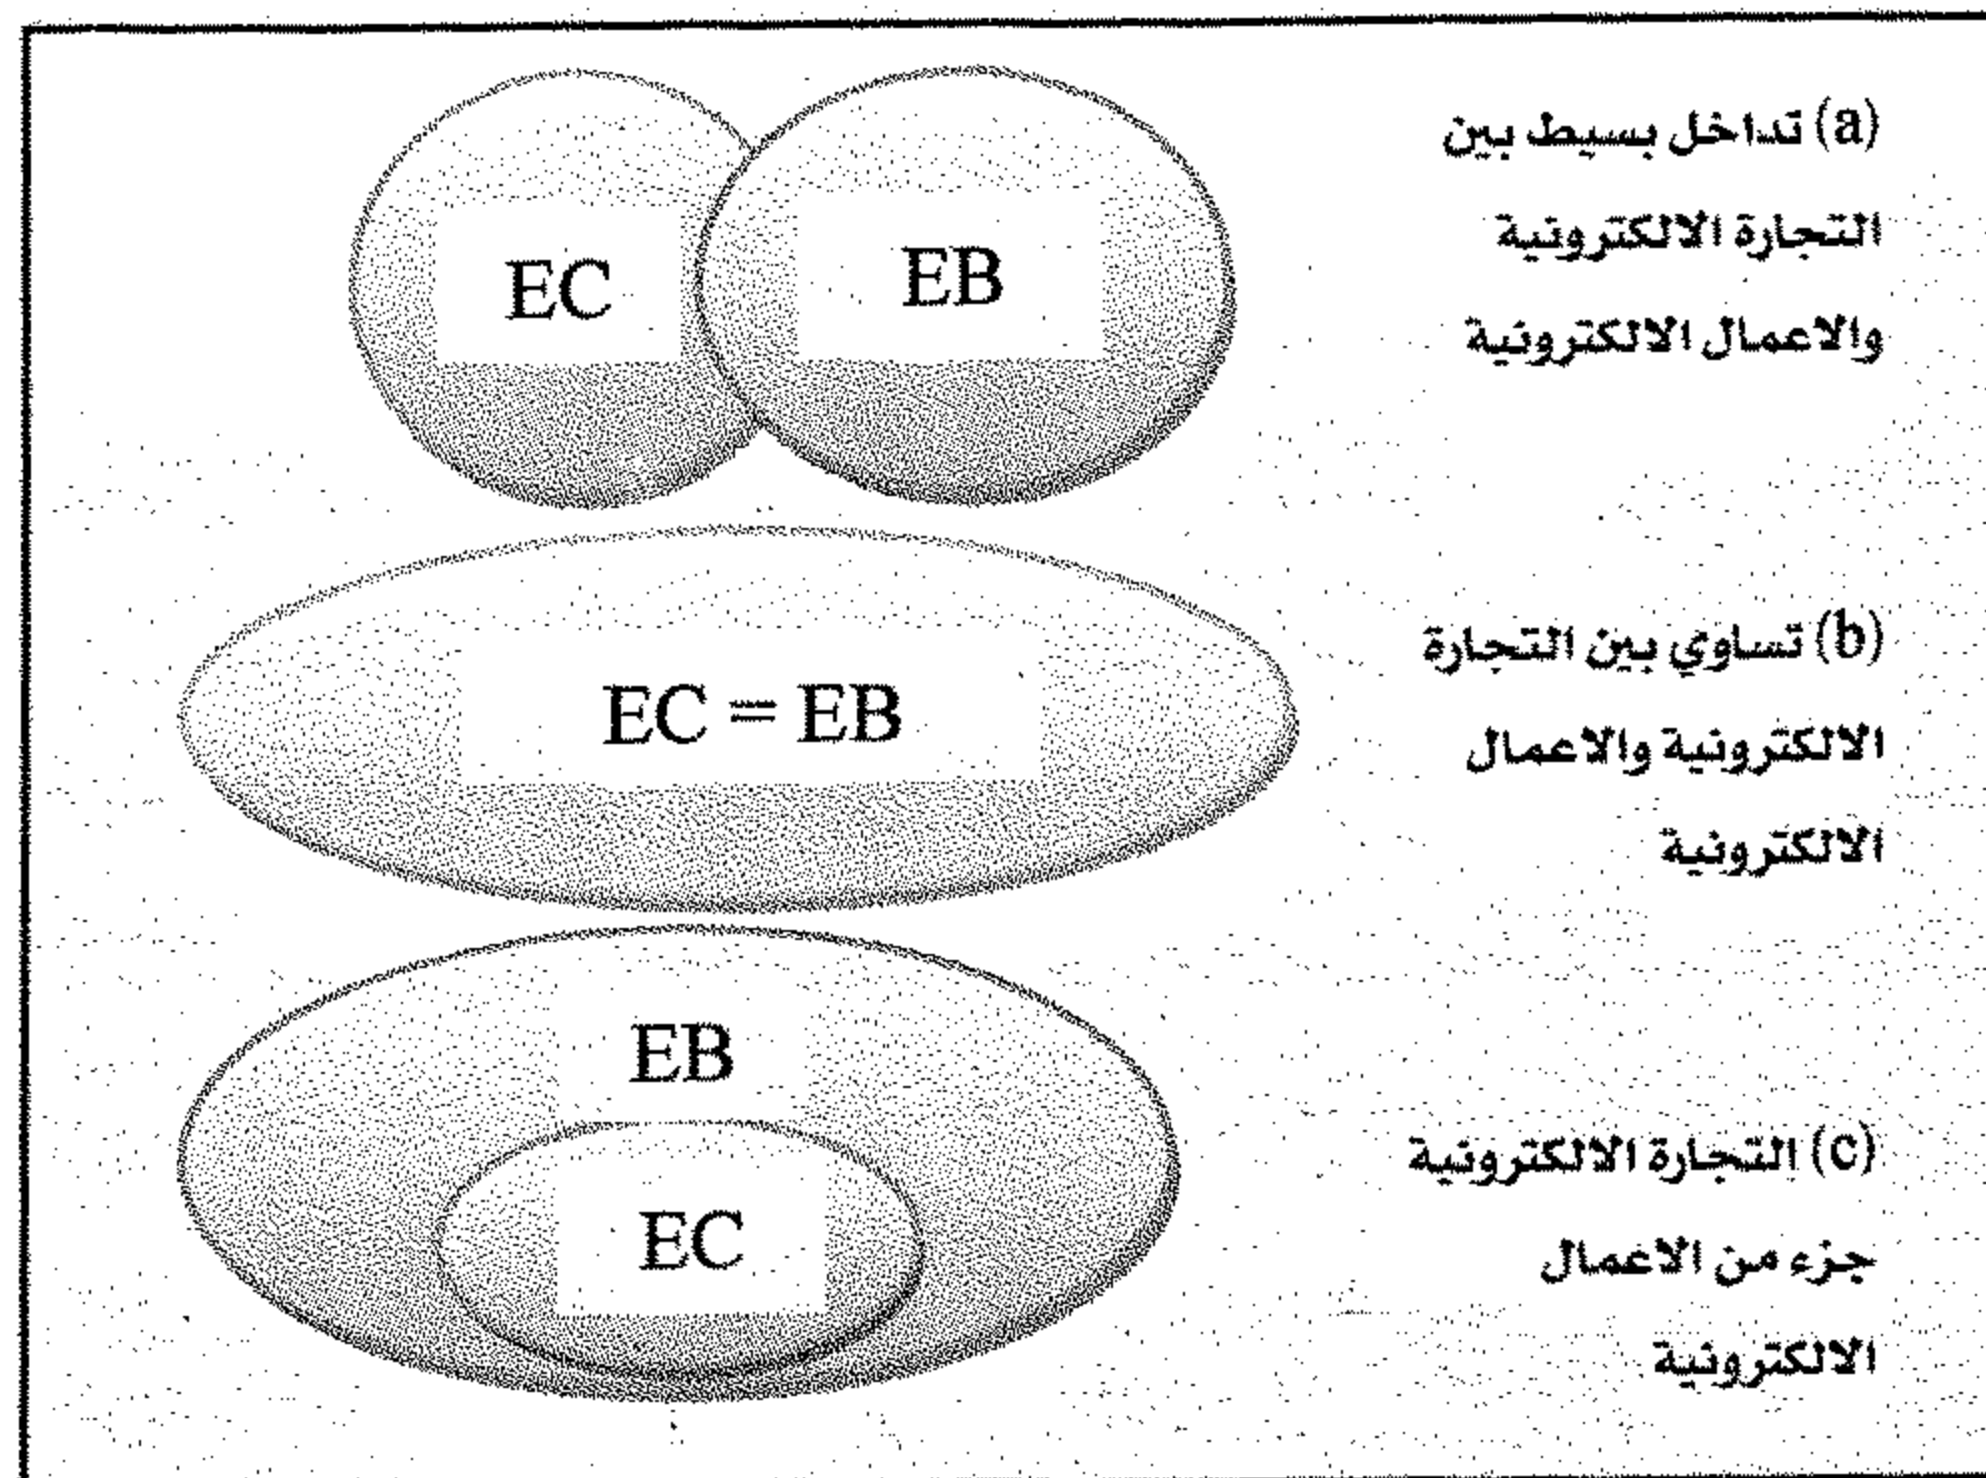 (a) تداخل بسيط بين
التجارة الالكترونية
والاعمال الالكترونية
EC
EB
(b) تساوي بين التجارة
الالكترونية والاعمال
الالكترونية
EC = EB
(c) التجارة الالكترونية
جزء من الاعمال
الالكترونية
EB
EC